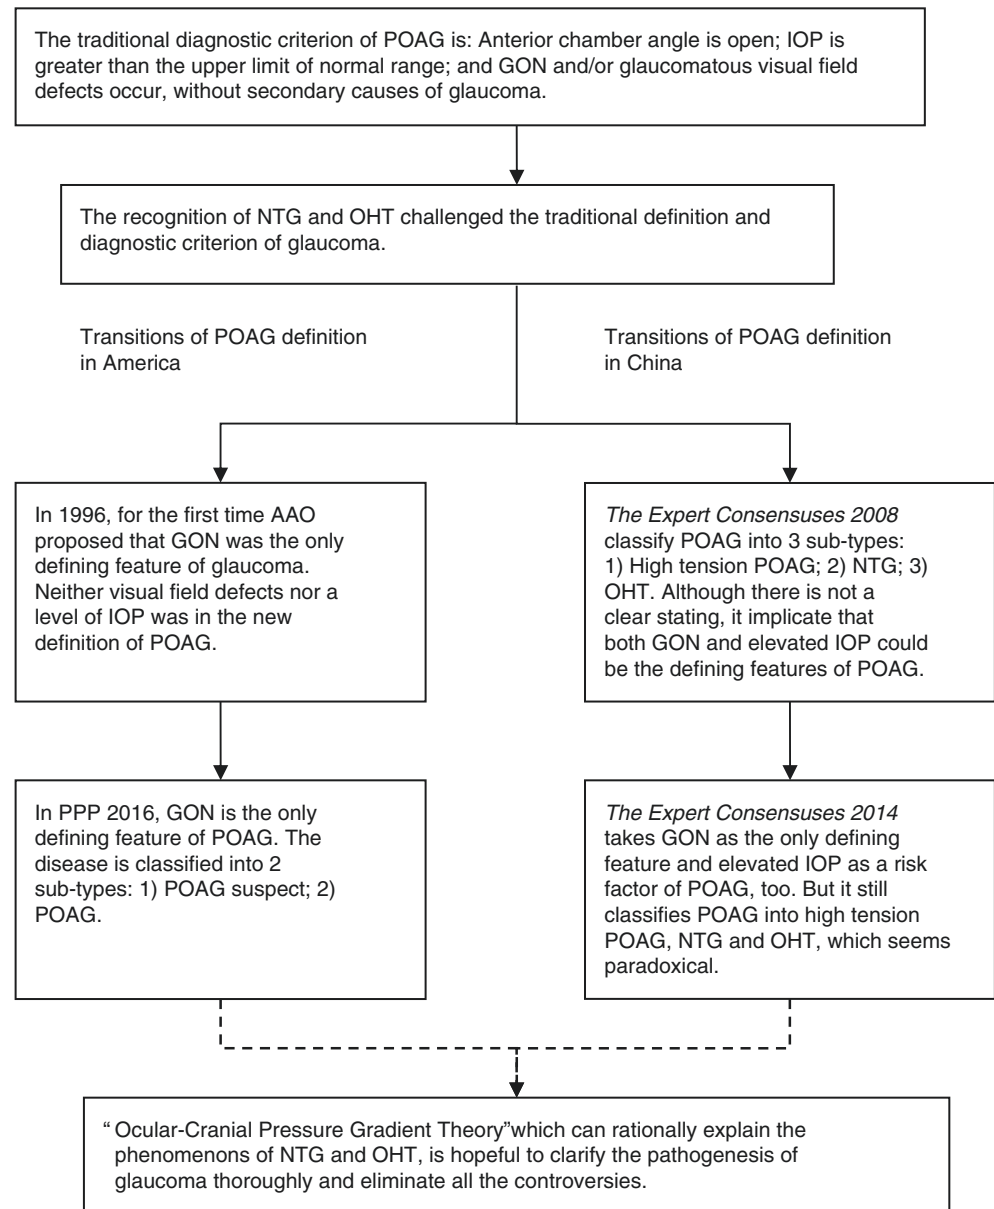 The traditional diagnostic criterion of POAG is: Anterior chamber angle is open; IOP is
greater than the upper limit of normal range; and GON and/or glaucomatous visual field
defects occur, without secondary causes of glaucoma.
The recognition of NTG and OHT challenged the traditional definition and
diagnostic criterion of glaucoma.
Transitions of POAG definition
in America
Transitions of POAG definition
in China
In 1996, for the first time AAO
proposed that GON was the only
defining feature of glaucoma.
Neither visual field defects nor a
level of IOP was in the new
definition of POAG.
The Expert Consensuses 2008
classify POAG into 3 sub-types:
1) High tension POAG; 2) NTG; 3)
OHT. Although there is not a
clear stating, it implicate that
both GON and elevated IOP could
be the defining features of POAG.
In PPP 2016, GON is the only
defining feature of POAG. The
disease is classified into 2
sub-types: 1) POAG suspect; 2)
POAG.
The Expert Consensuses 2014
takes GON as the only defining
feature and elevated IOP as a risk
factor of POAG, too. But it still
classifies POAG into high tension
POAG, NTG and OHT, which seems
paradoxical.
“ Ocular-Cranial Pressure Gradient Theory”which can rationally explain the
phenomenons of NTG and OHT, is hopeful to clarify the pathogenesis of
glaucoma thoroughly and eliminate all the controversies.